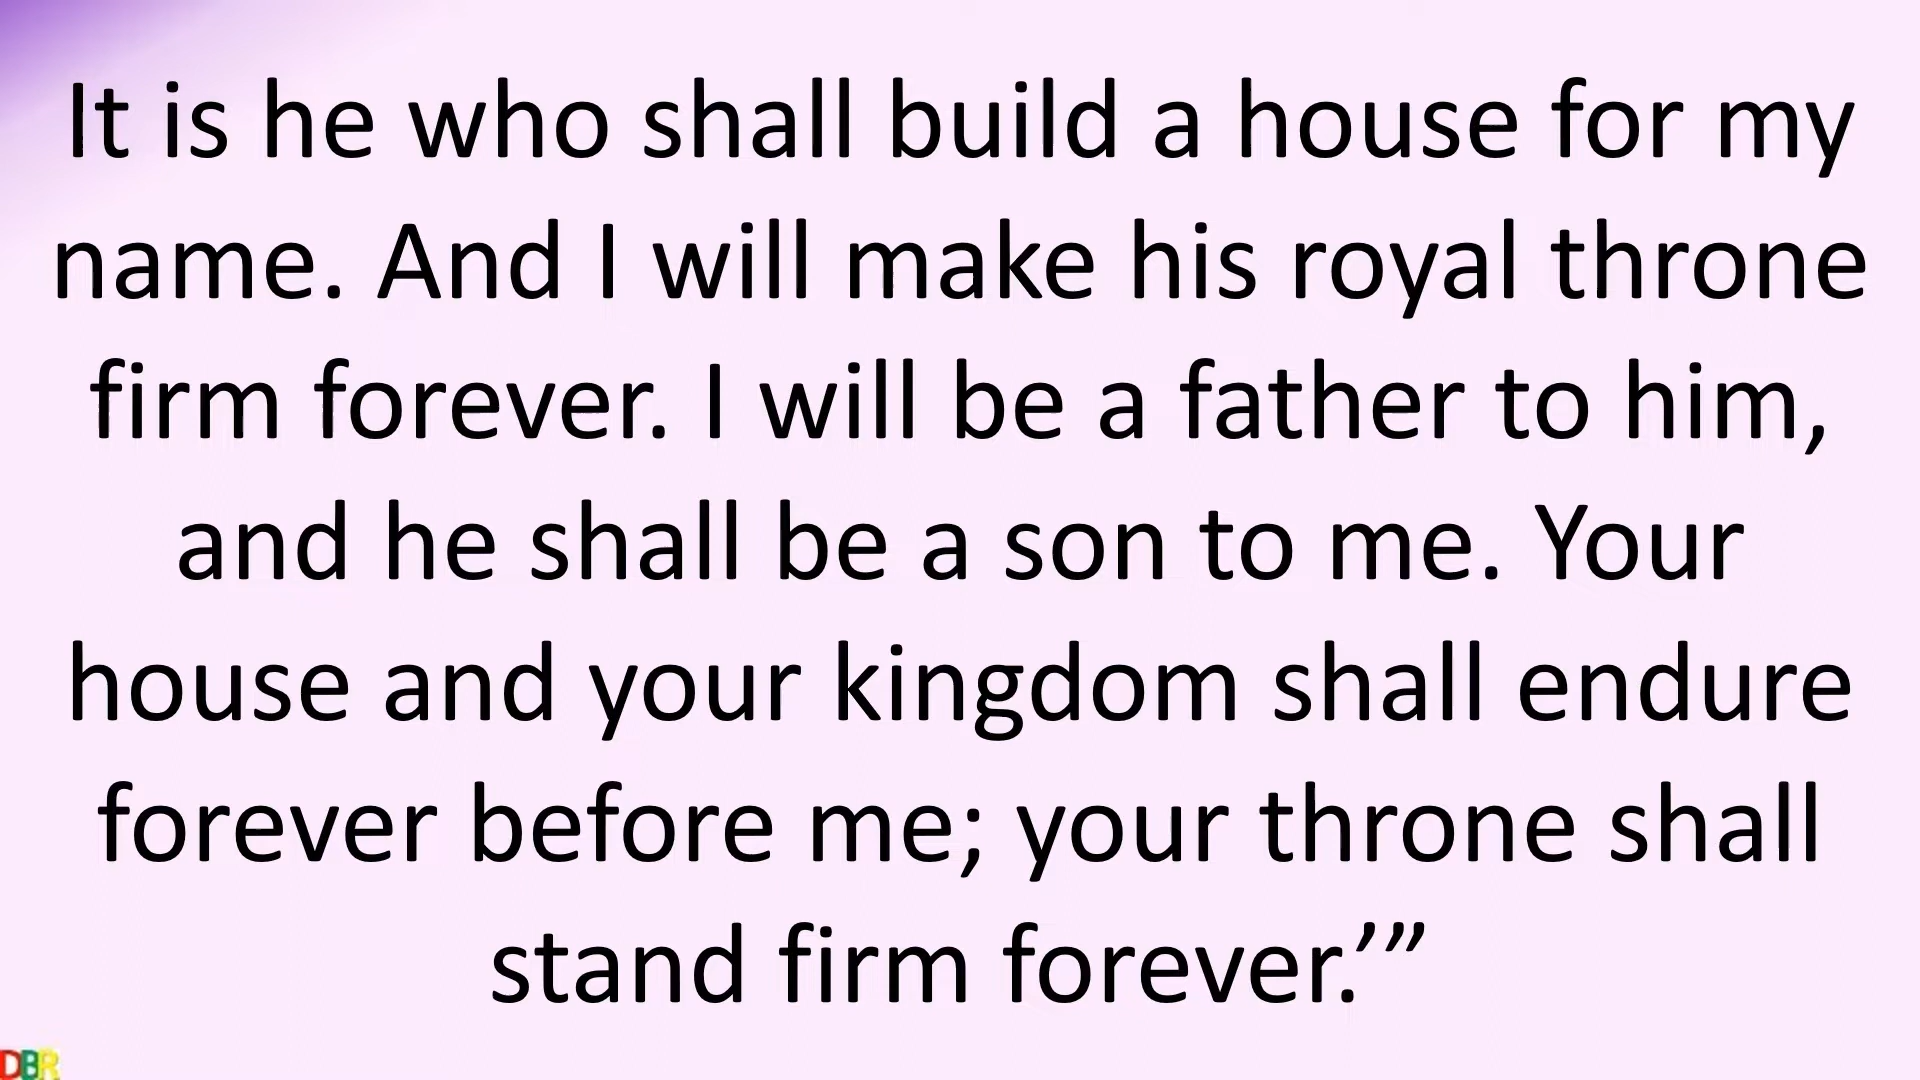 It is he who shall build a house for my
name. And I will make his royal throne
firm forever. I will be a father to him,
and he shall be a son to me. Your
house and your kingdom shall endure
forever before me; your throne shall
stand firm forever.’”
DBR